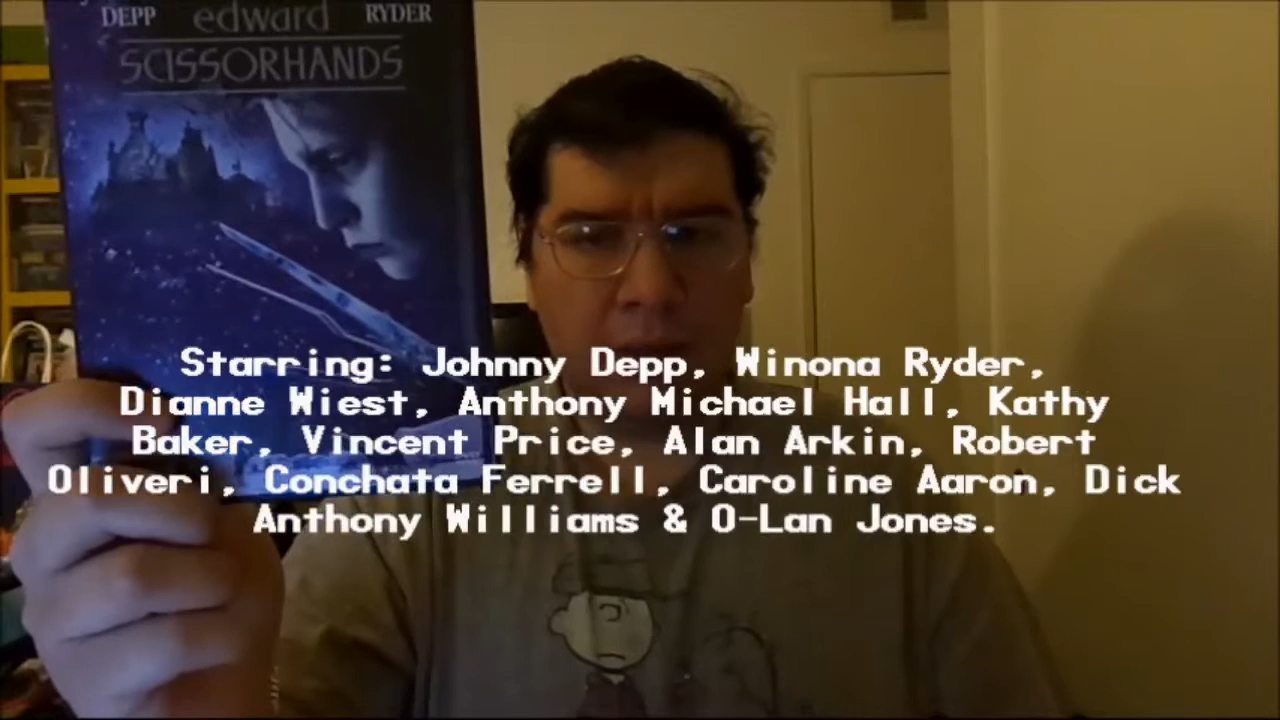 DEPP edward RYDER
SCISSORHANDS
Starring: Johnny Depp, Winona Ryder,
Dianne Wiest, Anthony Michael Hall, Kathy
Baker, Vincent Price, Alan Arkin, Robert
Oliveri, Conchata Ferrell, Caroline Aaron, Dick
Anthony Williams & O-Lan Jones.